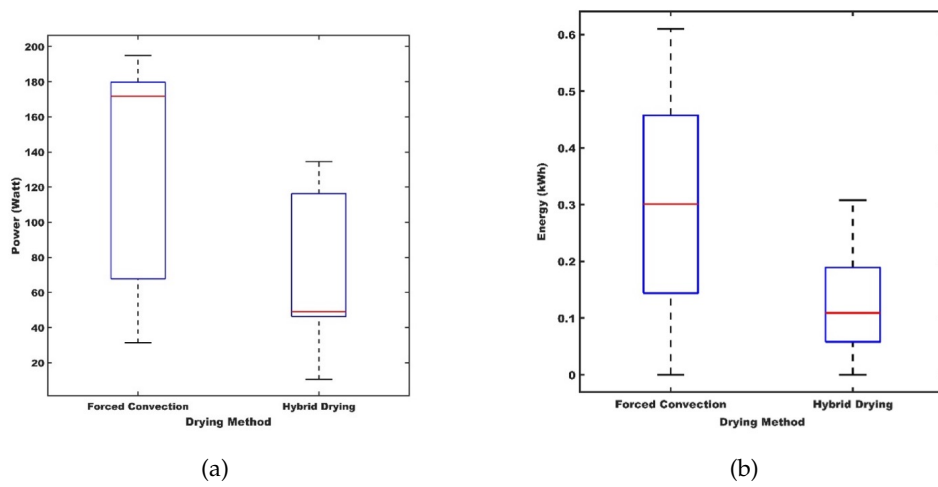 200
180
160
140
120
100
80
60
40
20
Power (Watt)
Forced Convection Hybrid Drying
Drying Method
(a)
0.6
0.5
0.4
0.3
0.2
0.1
0
Energy (kWh)
Forced Convection Hybrid Drying
Drying Method
(b)